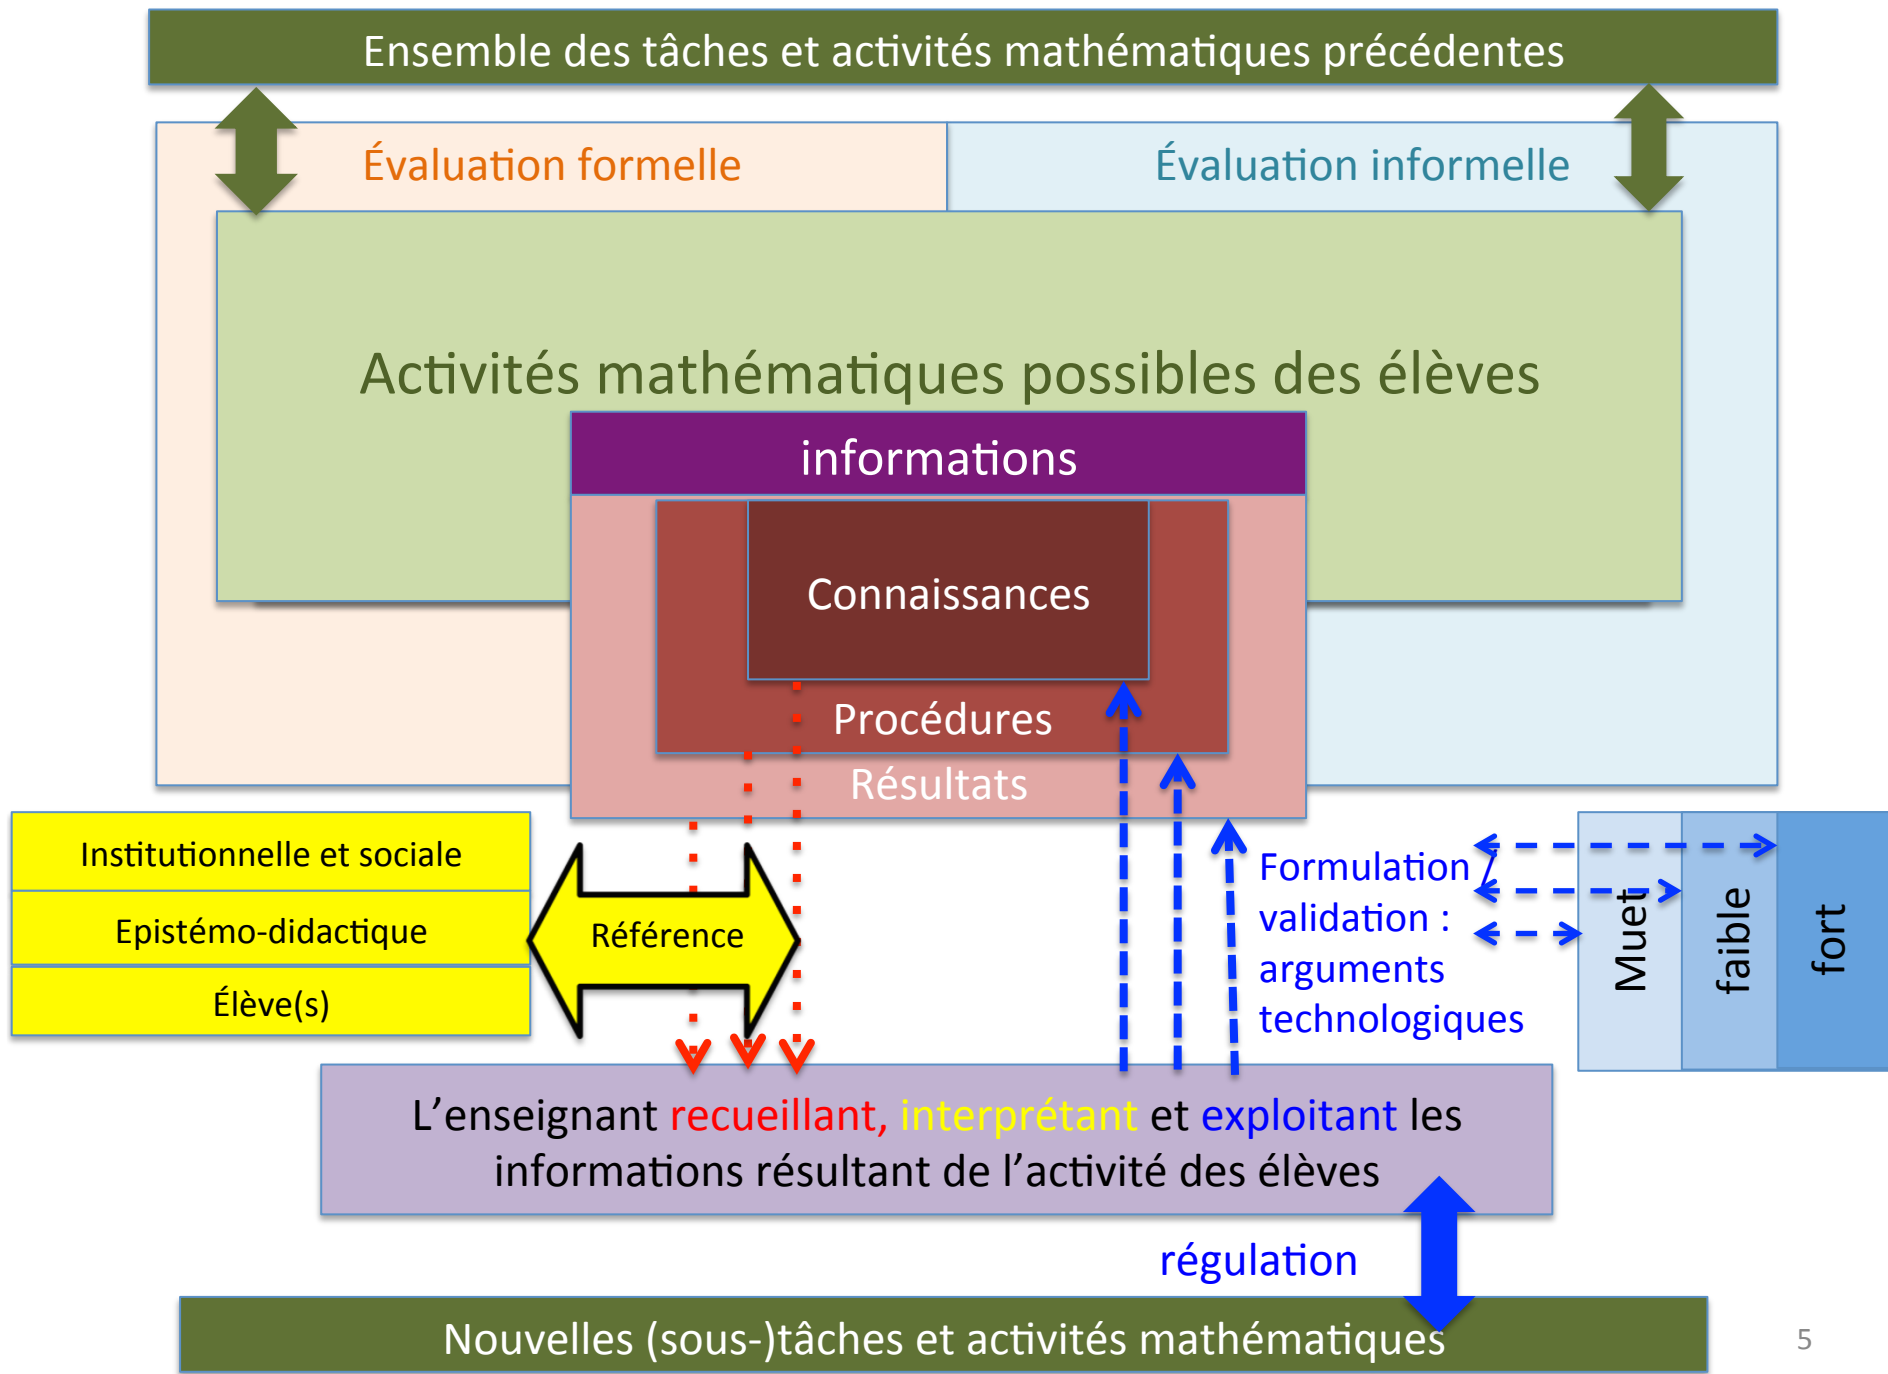 Ensemble des tâches et activités mathématiques précédentes
Évaluation formelle
Évaluation informelle
Activités mathématiques possibles des élèves
informations
Connaissances
Procédures
Résultats
Institutionnelle et sociale
Epistémo-didactique
Élève(s)
Référence
Formulation /
validation :
arguments
technologiques
Muet
faible
fort
L’enseignant recueillant, interprétant et exploitant les
informations résultant de l’activité des élèves
régulation
Nouvelles (sous-)tâches et activités mathématiques
5